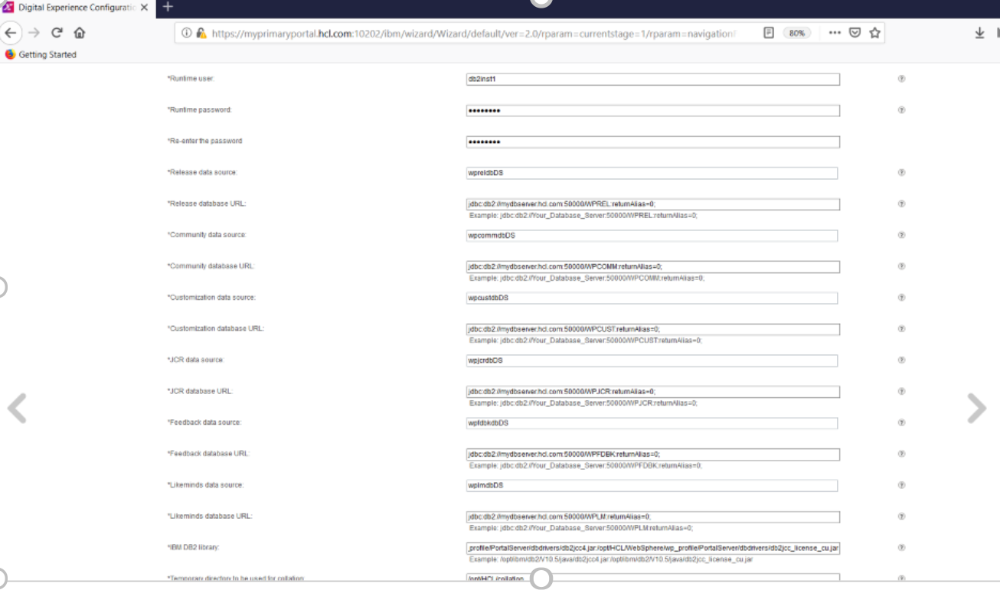 Digital Experience Configuratio
https://myprimaryportal.hcl.com:10202/ibm/wizard/Wizard/default/ver=2.0/rparam=currentstage=1/rparam=navigation
80%
Getting Started
*Runtime user: db2inst1
*Runtime password: ••••••••
*Re-enter the password ••••••••
*Release data source: wpreldbDS
*Release database URL: jdbc:db2://mydbserver.hcl.com:50000/WPREL:returnAlias=0;
Example: jdbc:db2://Your_Database_Server:50000/WPREL:returnAlias=0;
*Community data source: wpcommdbDS
*Community database URL: jdbc:db2://mydbserver.hcl.com:50000/WPCOMM:returnAlias=0;
Example: jdbc:db2://Your_Database_Server:50000/WPCOMM:returnAlias=0;
*Customization data source: wpcustdbDS
*Customization database URL: jdbc:db2://mydbserver.hcl.com:50000/WPCUST:returnAlias=0;
Example: jdbc:db2://Your_Database_Server:50000/WPCUST:returnAlias=0;
*JCR data source: wpjcrdbDS
*JCR database URL: jdbc:db2://mydbserver.hcl.com:50000/WPJCR:returnAlias=0;
Example: jdbc:db2://Your_Database_Server:50000/WPJCR:returnAlias=0;
*Feedback data source: wpfdbkdbDS
*Feedback database URL: jdbc:db2://mydbserver.hcl.com:50000/WPFDBK:returnAlias=0;
Example: jdbc:db2://Your_Database_Server:50000/WPFDBK:returnAlias=0;
*Likeminds data source: wplmdbDS
*Likeminds database URL: jdbc:db2://mydbserver.hcl.com:50000/WPLM:returnAlias=0;
Example: jdbc:db2://Your_Database_Server:50000/WPLM:returnAlias=0;
*IBM DB2 library: _profile/PortalServer/dbdrivers/db2jcc4.jar:/opt/HCL/WebSphere/wp_profile/PortalServer/dbdrivers/db2jcc_license_cu.jar
Example: /opt/ibm/db2/V10.5/java/db2jcc4.jar:/opt/ibm/db2/V10.5/java/db2jcc_license_cu.jar
*Temporary directory to be used for collation: /opt/HCL/collation